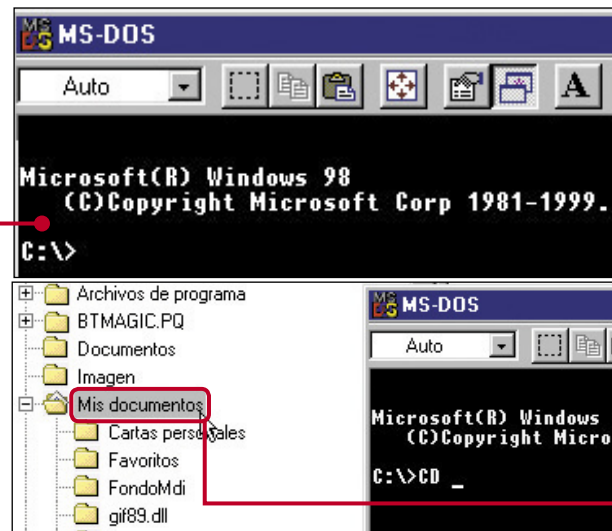 MS-DOS
Auto
A
Microsoft(R) Windows 98
(C)Copyright Microsoft Corp 1981-1999.
C:\>
Archivos de programa
BTMAGIC.PQ
Documentos
Imagen
Mis documentos
Cartas personales
Favoritos
FondoMdi
gif89.dll
MS-DOS
Auto
Microsoft(R) Windows
(C)Copyright Micro
C:\>CD _